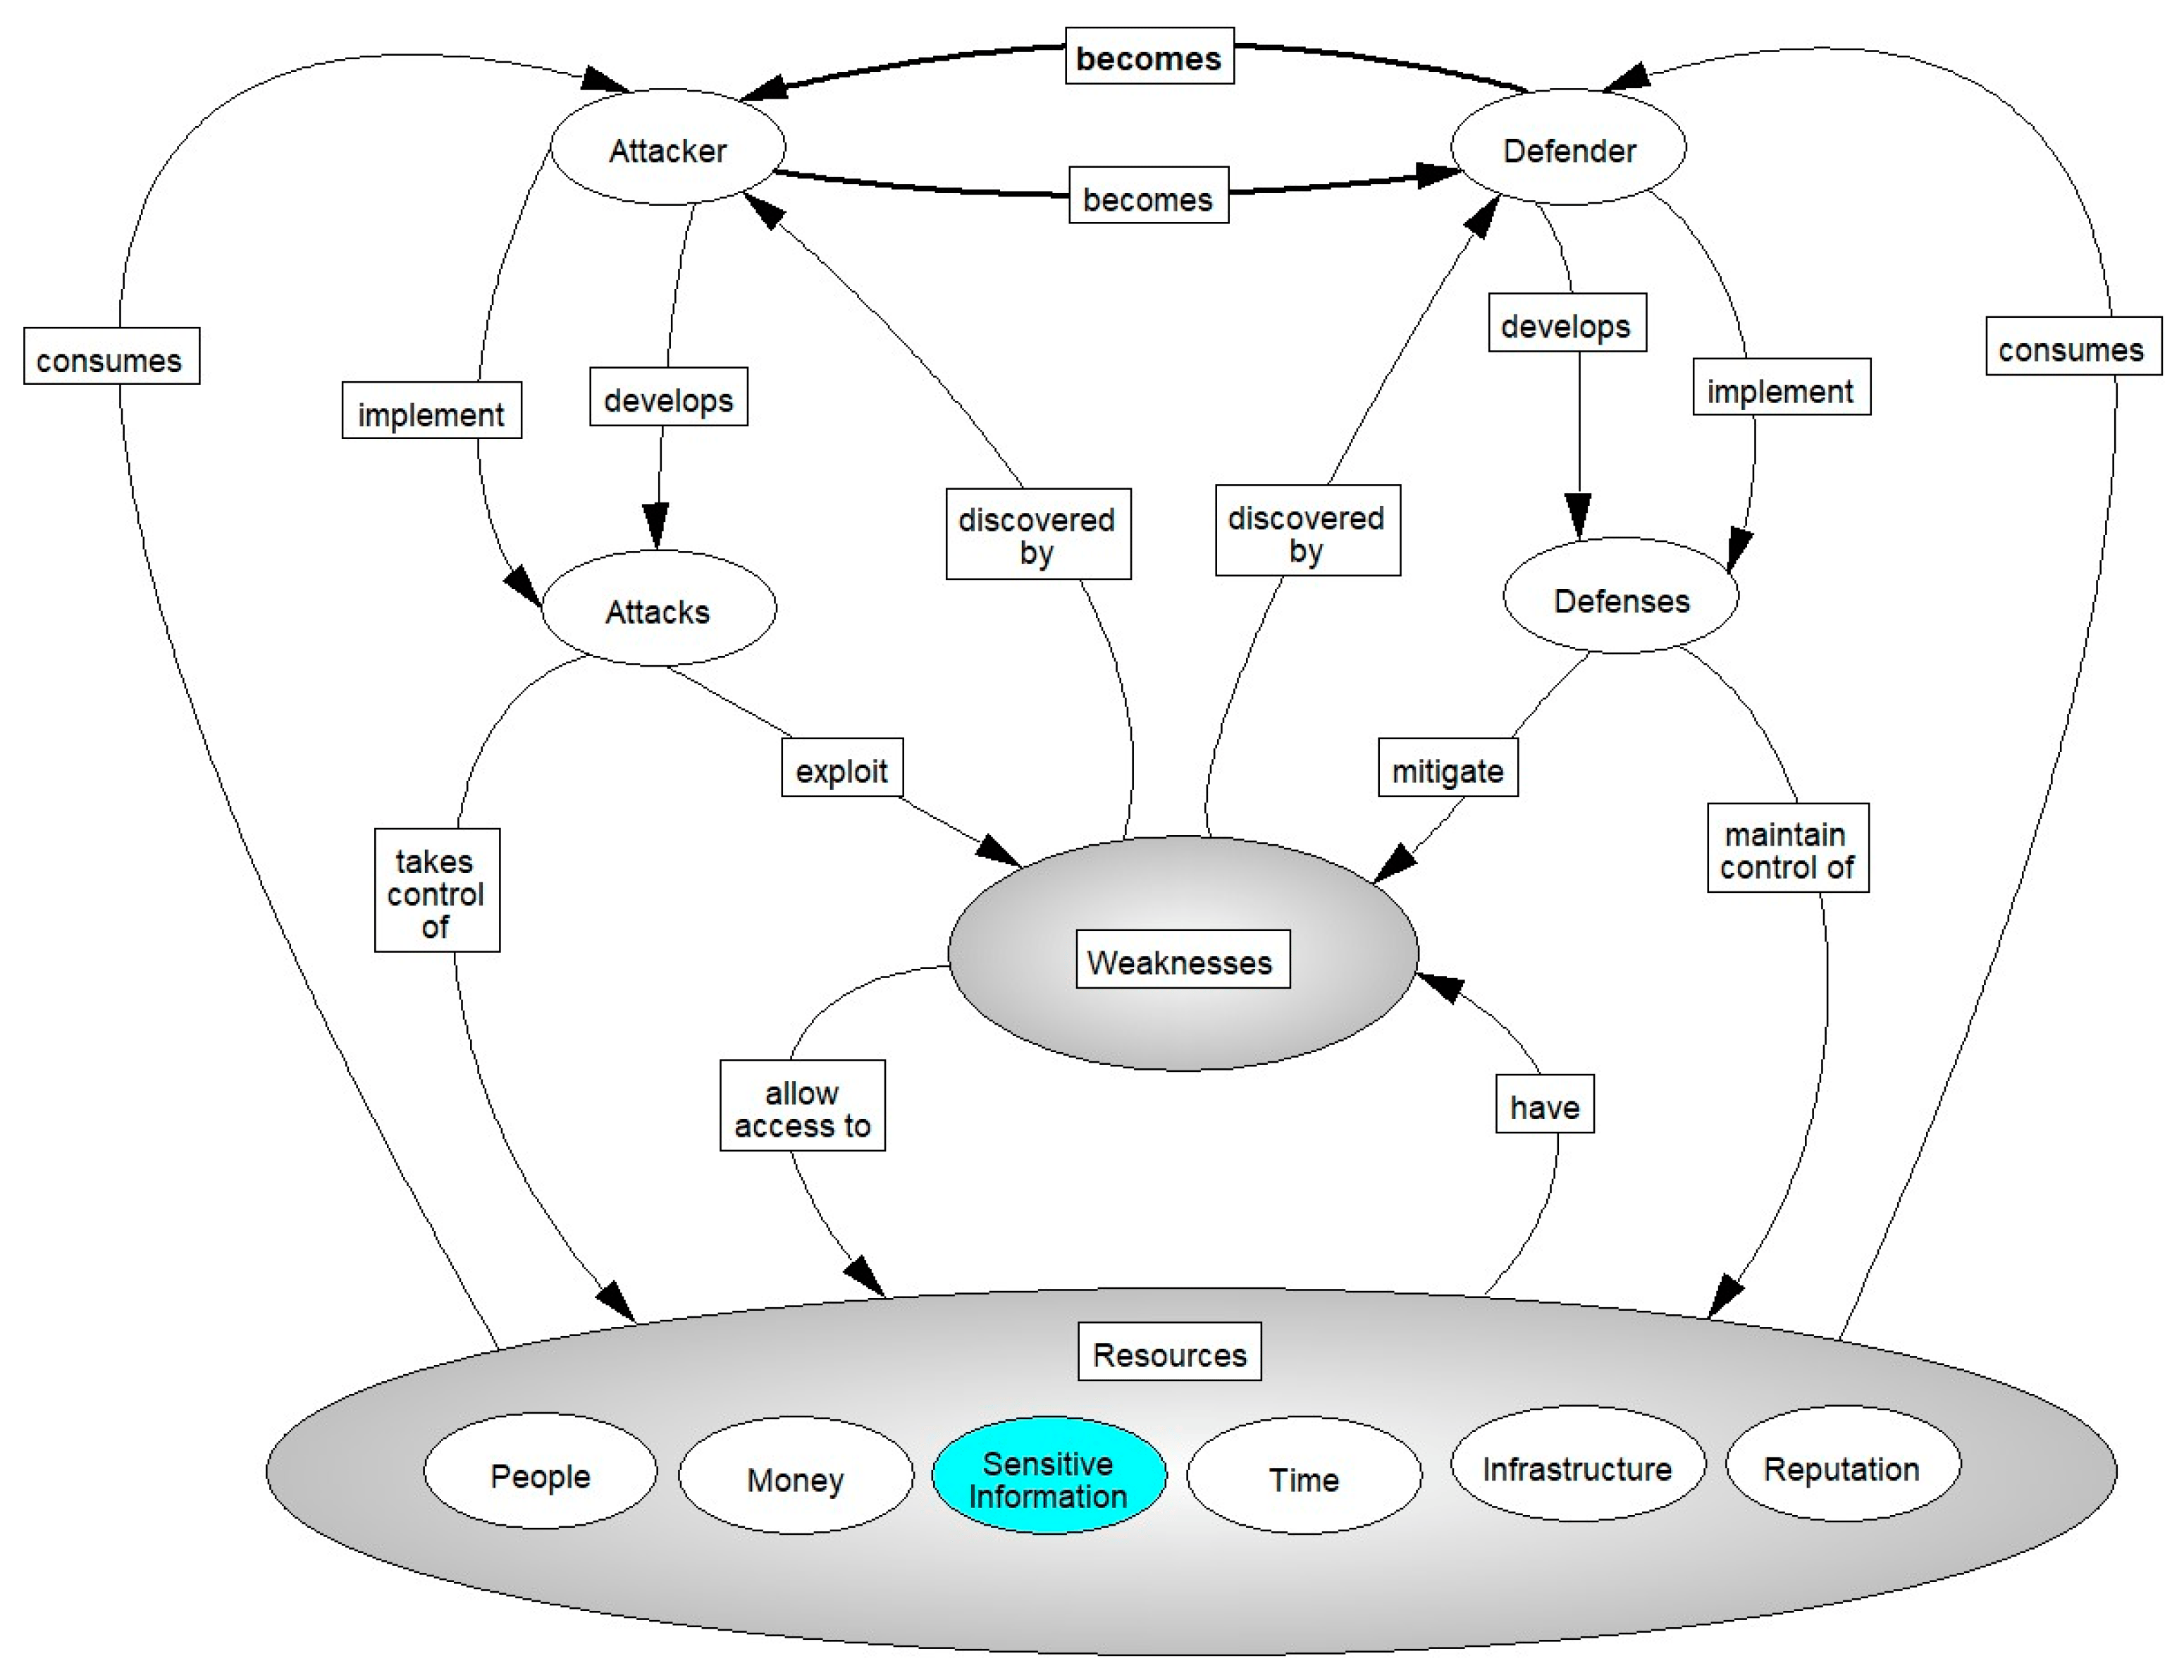 becomes
Attacker
Defender
becomes
consumes
implement
develops
develops
implement
consumes
discovered
by
discovered
by
Attacks
Defenses
exploit
mitigate
takes
control
of
maintain
control of
Weaknesses
allow
access to
have
Resources
People
Money
Sensitive
Information
Time
Infrastructure
Reputation